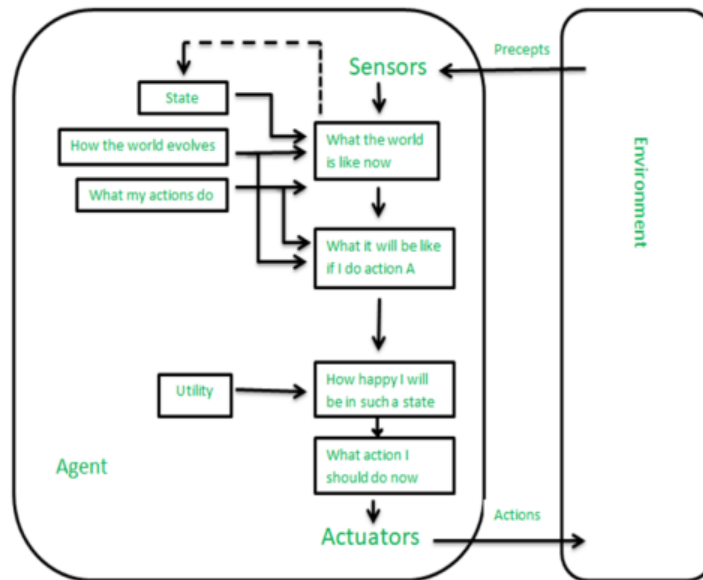 Precepts
Sensors
State
How the world evolves
What the world
is like now
What my actions do
Environment
What it will be like
if I do action A
How happy I will
be in such a state
Utility
What action I
should do now
Agent
Actions
Actuators